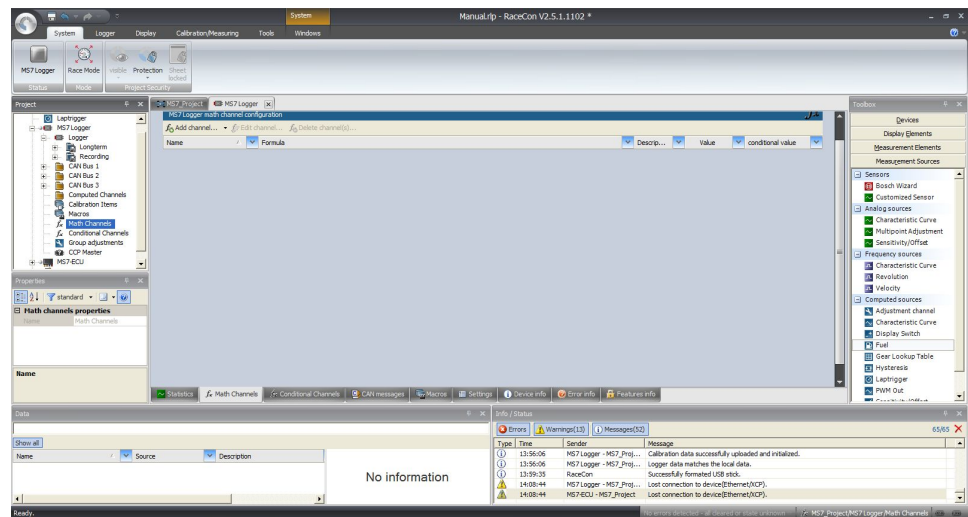 System
Manual.rlp - RaceCon V2.5.1.1102 *
System Logger Display Calibration/Measuring Tools Windows
MS7 Logger Race Mode visible Protection Sheet locked
Status Mode Project Security
Project
MS7_Project MS7 Logger
Toolbox
Laptrigger
MS7 Logger
Logger
Longterm
Recording
CAN Bus 1
CAN Bus 2
CAN Bus 3
Computed Channels
Calibration Items
Macros
Math Channels
Conditional Channels
Group adjustments
CCP Master
MS7-ECU
MS7 Logger math channel configuration
Add channel... Edit channel... Delete channel(s)...
Name Formula Descrip... Value conditional value
Devices
Display Elements
Measurement Elements
Measurement Sources
Sensors
Bosch Wizard
Customized Sensor
Analog sources
Characteristic Curve
Multipoint Adjustment
Sensitivity/Offset
Frequency sources
Characteristic Curve
Revolution
Velocity
Computed sources
Adjustment channel
Characteristic Curve
Display Switch
Fuel
Gear Lookup Table
Hysteresis
Laptrigger
PWM Out
Properties
standard
Math channels properties
Name Math Channels
Name
Statistics Math Channels Conditional Channels CAN messages Macros Settings Device info Error info Features info
Data
Show all
Name Source Description
No information
Info / Status
Errors Warnings(13) Messages(52) 65/65
Type Time Sender Message
13:56:06 MS7 Logger - MS7_Proj... Calibration data successfully uploaded and initialized.
13:56:06 MS7 Logger - MS7_Proj... Logger data matches the local data.
13:59:35 RaceCon Successfully formated USB stick.
14:08:44 MS7 Logger - MS7_Proj... Lost connection to device(Ethernet/XCP).
14:08:44 MS7-ECU - MS7_Project Lost connection to device(Ethernet/XCP).
Ready.
No errors detected - all cleared or state unknown
MS7_Project/MS7 Logger/Math Channels